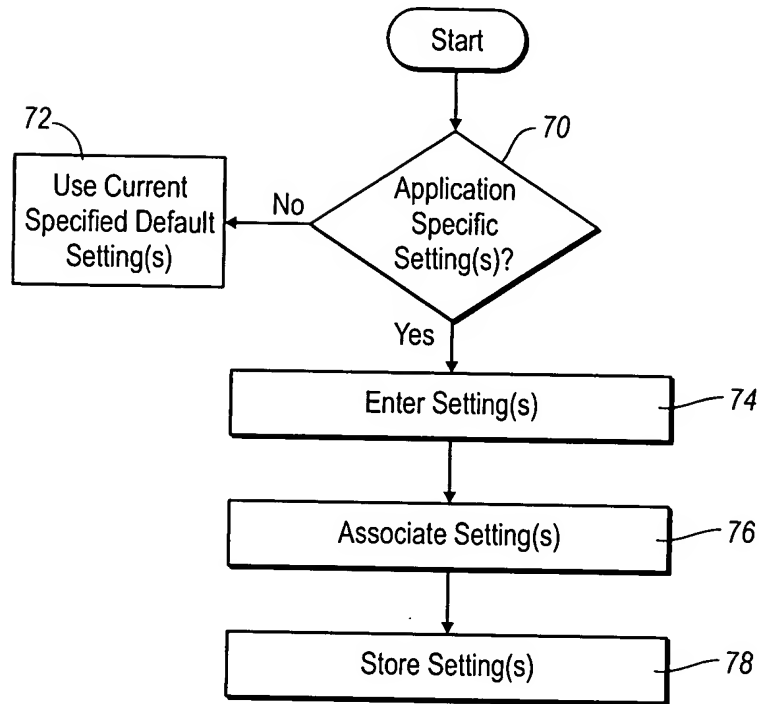 Start
70
72
Application
Specific
Setting(s)?
Use Current
Specified Default
Setting(s)
No
Yes
Enter Setting(s)
74
Associate Setting(s)
76
Store Setting(s)
78